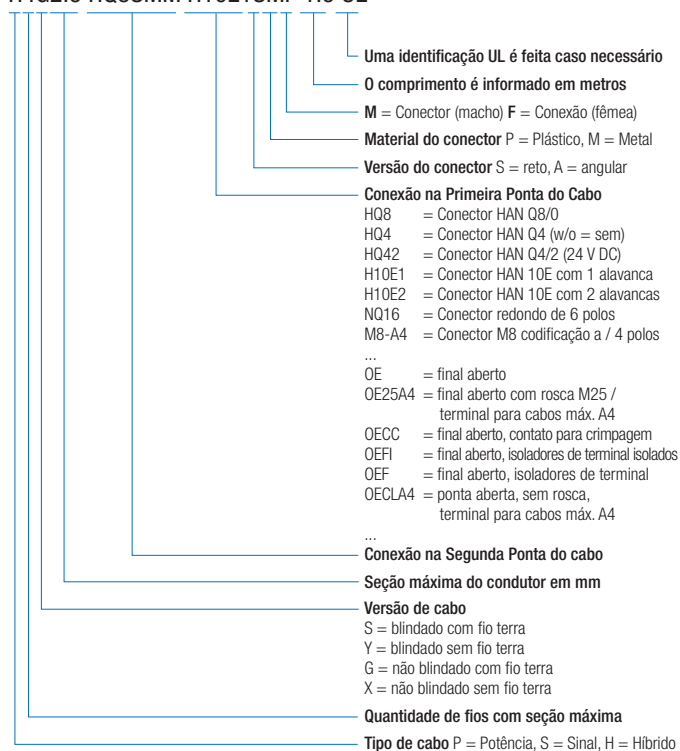 Uma identificação UL é feita caso necessário
O comprimento é informado em metros
M = Conector (macho) F = Conexão (fêmea)
Material do conector P = Plástico, M = Metal
Versão do conector S = reto, A = angular
Conexão na Primeira Ponta do Cabo
HQ8 = Conector HAN Q8/0
HQ4 = Conector HAN Q4 (w/o = sem)
HQ42 = Conector HAN Q4/2 (24 V DC)
H10E1 = Conector HAN 10E com 1 alavanca
H10E2 = Conector HAN 10E com 2 alavancas
NQ16 = Conector redondo de 6 polos
M8-A4 = Conector M8 codificação a / 4 polos
...
OE = final aberto
OE25A4 = final aberto com rosca M25 /
terminal para cabos máx. A4
OECC = final aberto, contato para crimpagem
OEFI = final aberto, isoladores de terminal isolados
OEF = final aberto, isoladores de terminal
OECLA4 = ponta aberta, sem rosca,
terminal para cabos máx. A4
...
Conexão na Segunda Ponta do cabo
Seção máxima do condutor em mm
Versão de cabo
S = blindado com fio terra
Y = blindado sem fio terra
G = não blindado com fio terra
X = não blindado sem fio terra
Quantidade de fios com seção máxima
Tipo de cabo P = Potência, S = Sinal, H = Híbrido